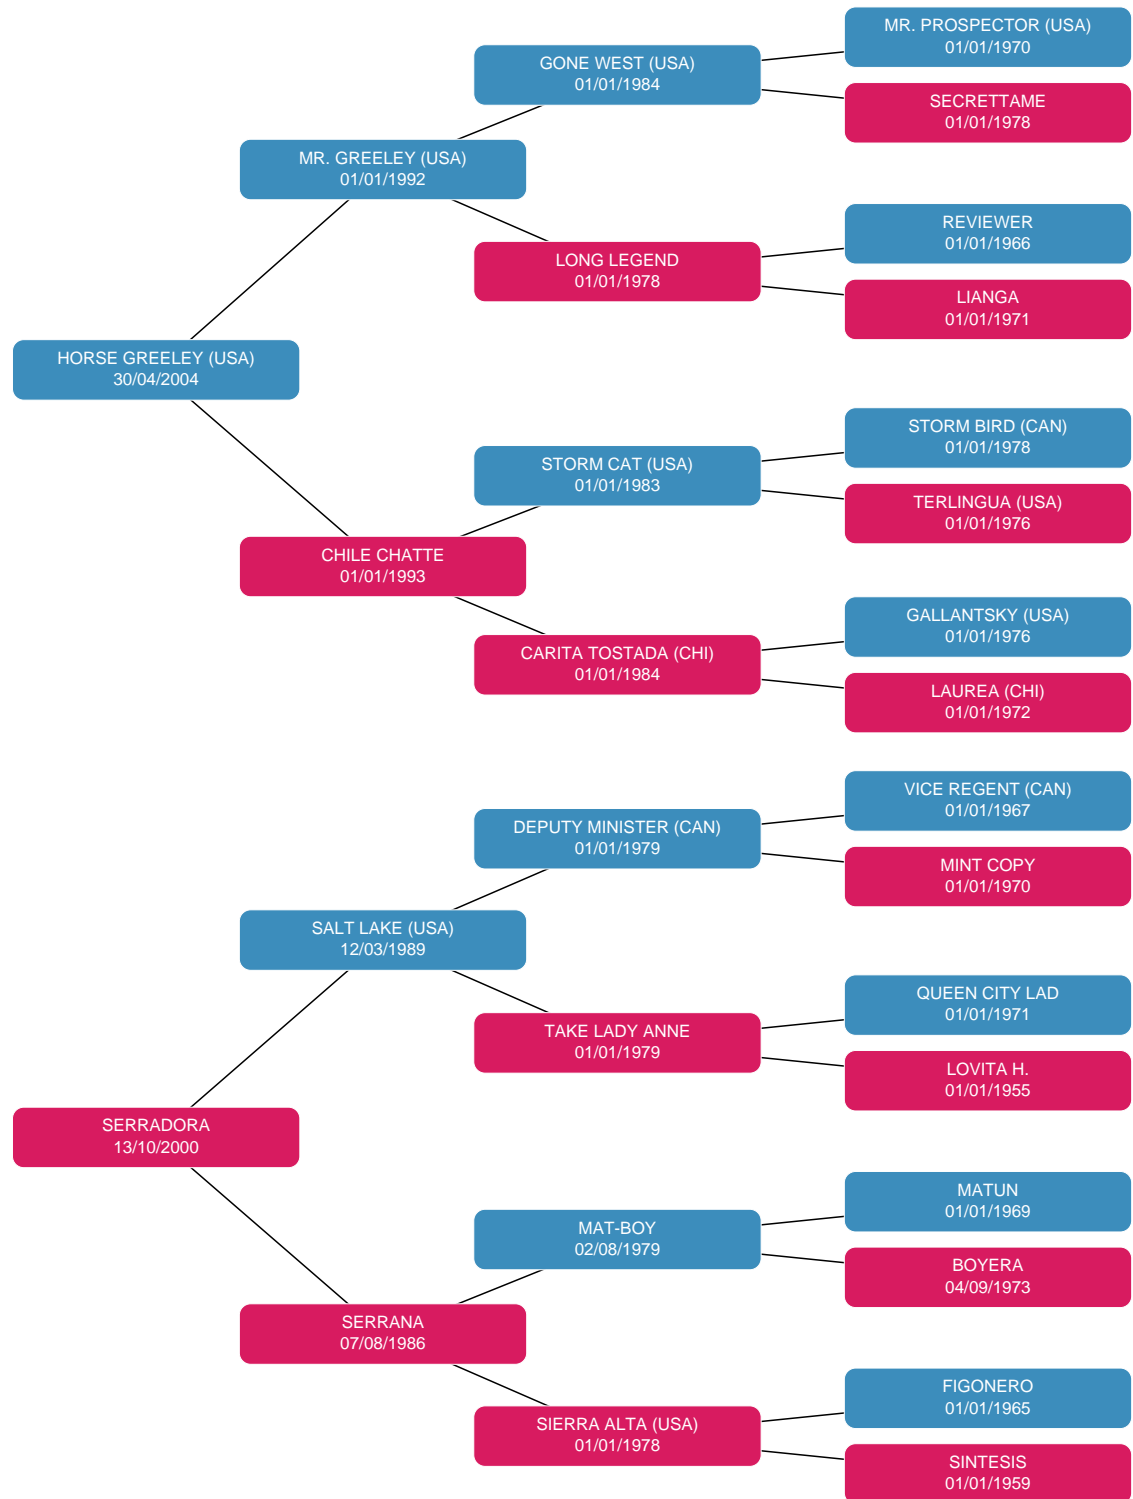 MR. PROSPECTOR (USA)
01/01/1970
GONE WEST (USA)
01/01/1984
SECRETTAME
01/01/1978
MR. GREELEY (USA)
01/01/1992
REVIEWER
01/01/1966
LONG LEGEND
01/01/1978
LIANGA
01/01/1971
HORSE GREELEY (USA)
30/04/2004
STORM BIRD (CAN)
01/01/1978
STORM CAT (USA)
01/01/1983
TERLINGUA (USA)
01/01/1976
CHILE CHATTE
01/01/1993
GALLANTSKY (USA)
01/01/1976
CARITA TOSTADA (CHI)
01/01/1984
LAUREA (CHI)
01/01/1972
VICE REGENT (CAN)
01/01/1967
DEPUTY MINISTER (CAN)
01/01/1979
MINT COPY
01/01/1970
SALT LAKE (USA)
12/03/1989
QUEEN CITY LAD
01/01/1971
TAKE LADY ANNE
01/01/1979
LOVITA H.
01/01/1955
SERRADORA
13/10/2000
MATUN
01/01/1969
MAT-BOY
02/08/1979
BOYERA
04/09/1973
SERRANA
07/08/1986
FIGONERO
01/01/1965
SIERRA ALTA (USA)
01/01/1978
SINTESIS
01/01/1959